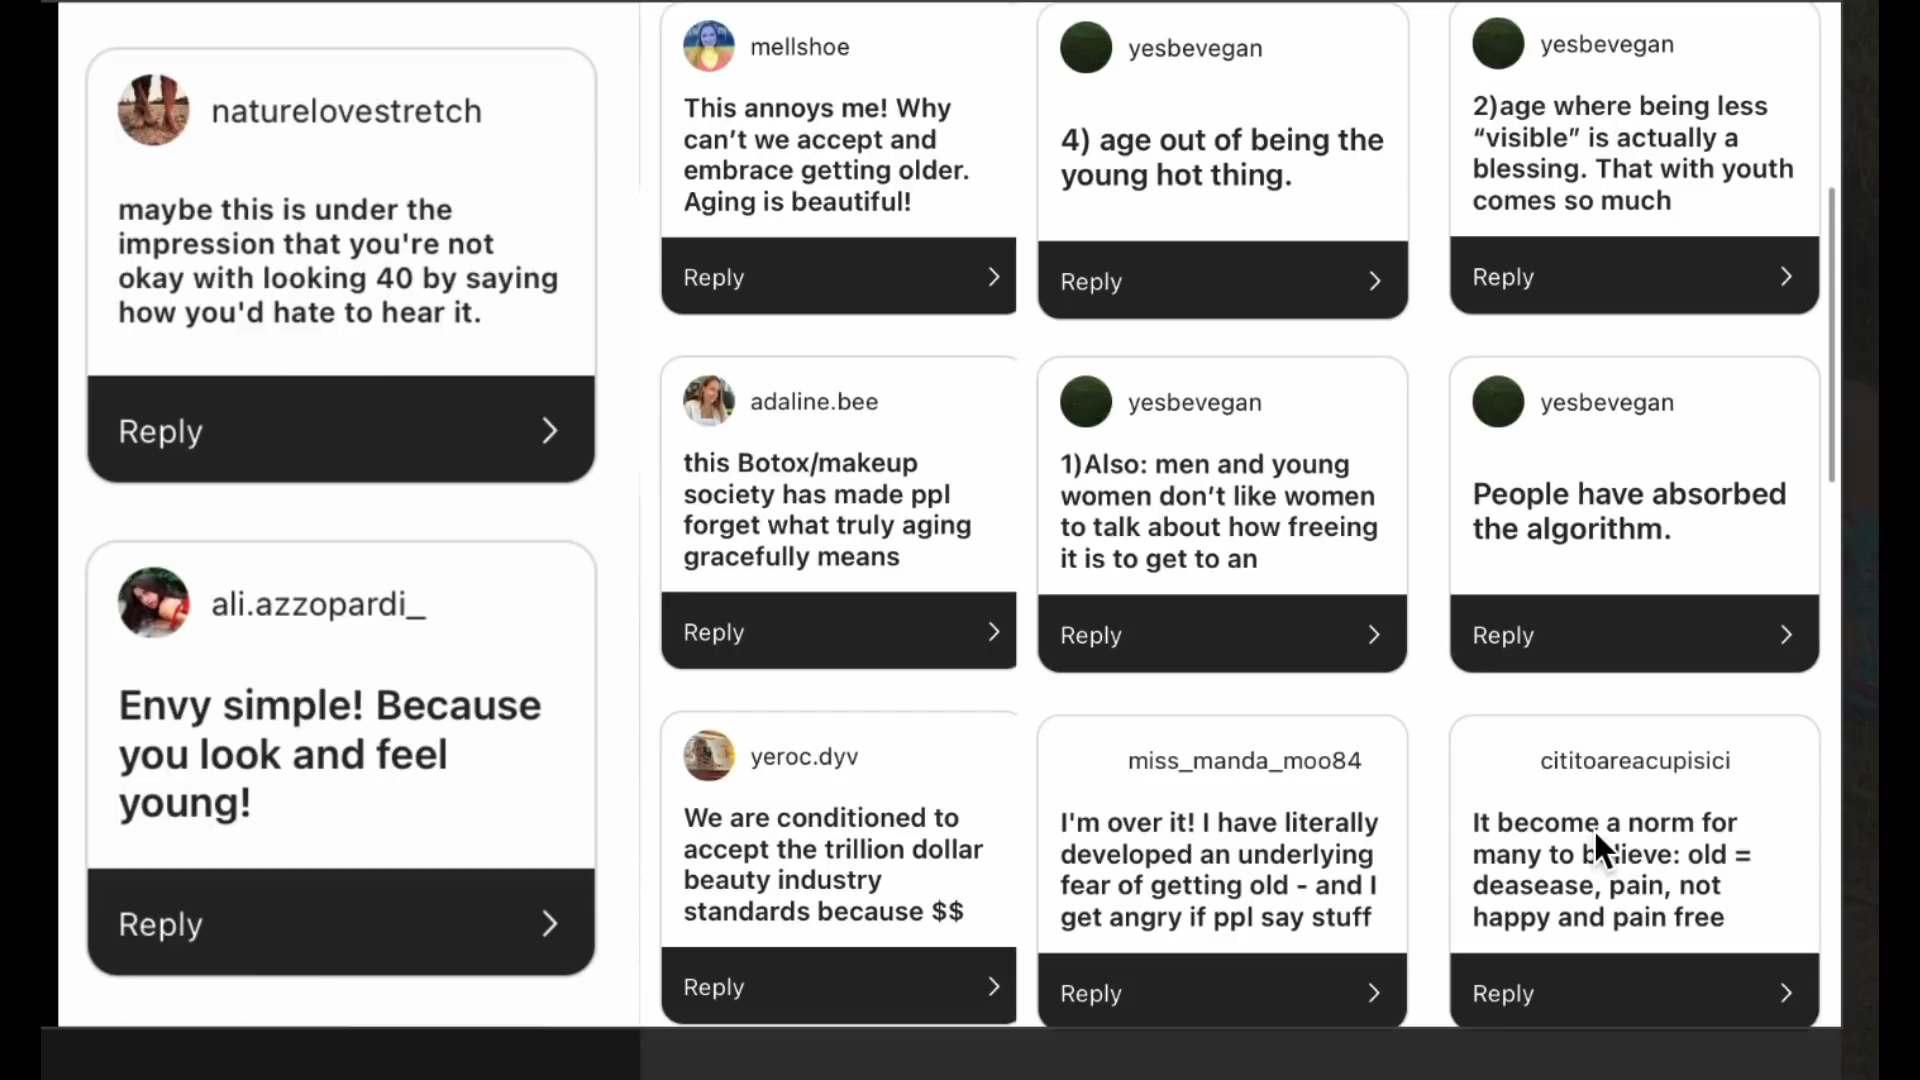 naturelovestretch
maybe this is under the
impression that you're not
okay with looking 40 by saying
how you'd hate to hear it.
Reply
ali.azzopardi_
Envy simple! Because
you look and feel
young!
Reply
mellshoe
This annoys me! Why
can't we accept and
embrace getting older.
Aging is beautiful!
Reply
yesbevegan
4) age out of being the
young hot thing.
Reply
yesbevegan
2)age where being less
“visible” is actually a
blessing. That with youth
comes so much
Reply
adaline.bee
this Botox/makeup
society has made ppl
forget what truly aging
gracefully means
Reply
yesbevegan
1)Also: men and young
women don't like women
to talk about how freeing
it is to get to an
Reply
yesbevegan
People have absorbed
the algorithm.
Reply
yeroc.dyv
We are conditioned to
accept the trillion dollar
beauty industry
standards because $$
Reply
miss_manda_moo84
I'm over it! I have literally
developed an underlying
fear of getting old - and I
get angry if ppl say stuff
Reply
cititoareacupisici
It become a norm for
many to believe: old =
deasease, pain, not
happy and pain free
Reply